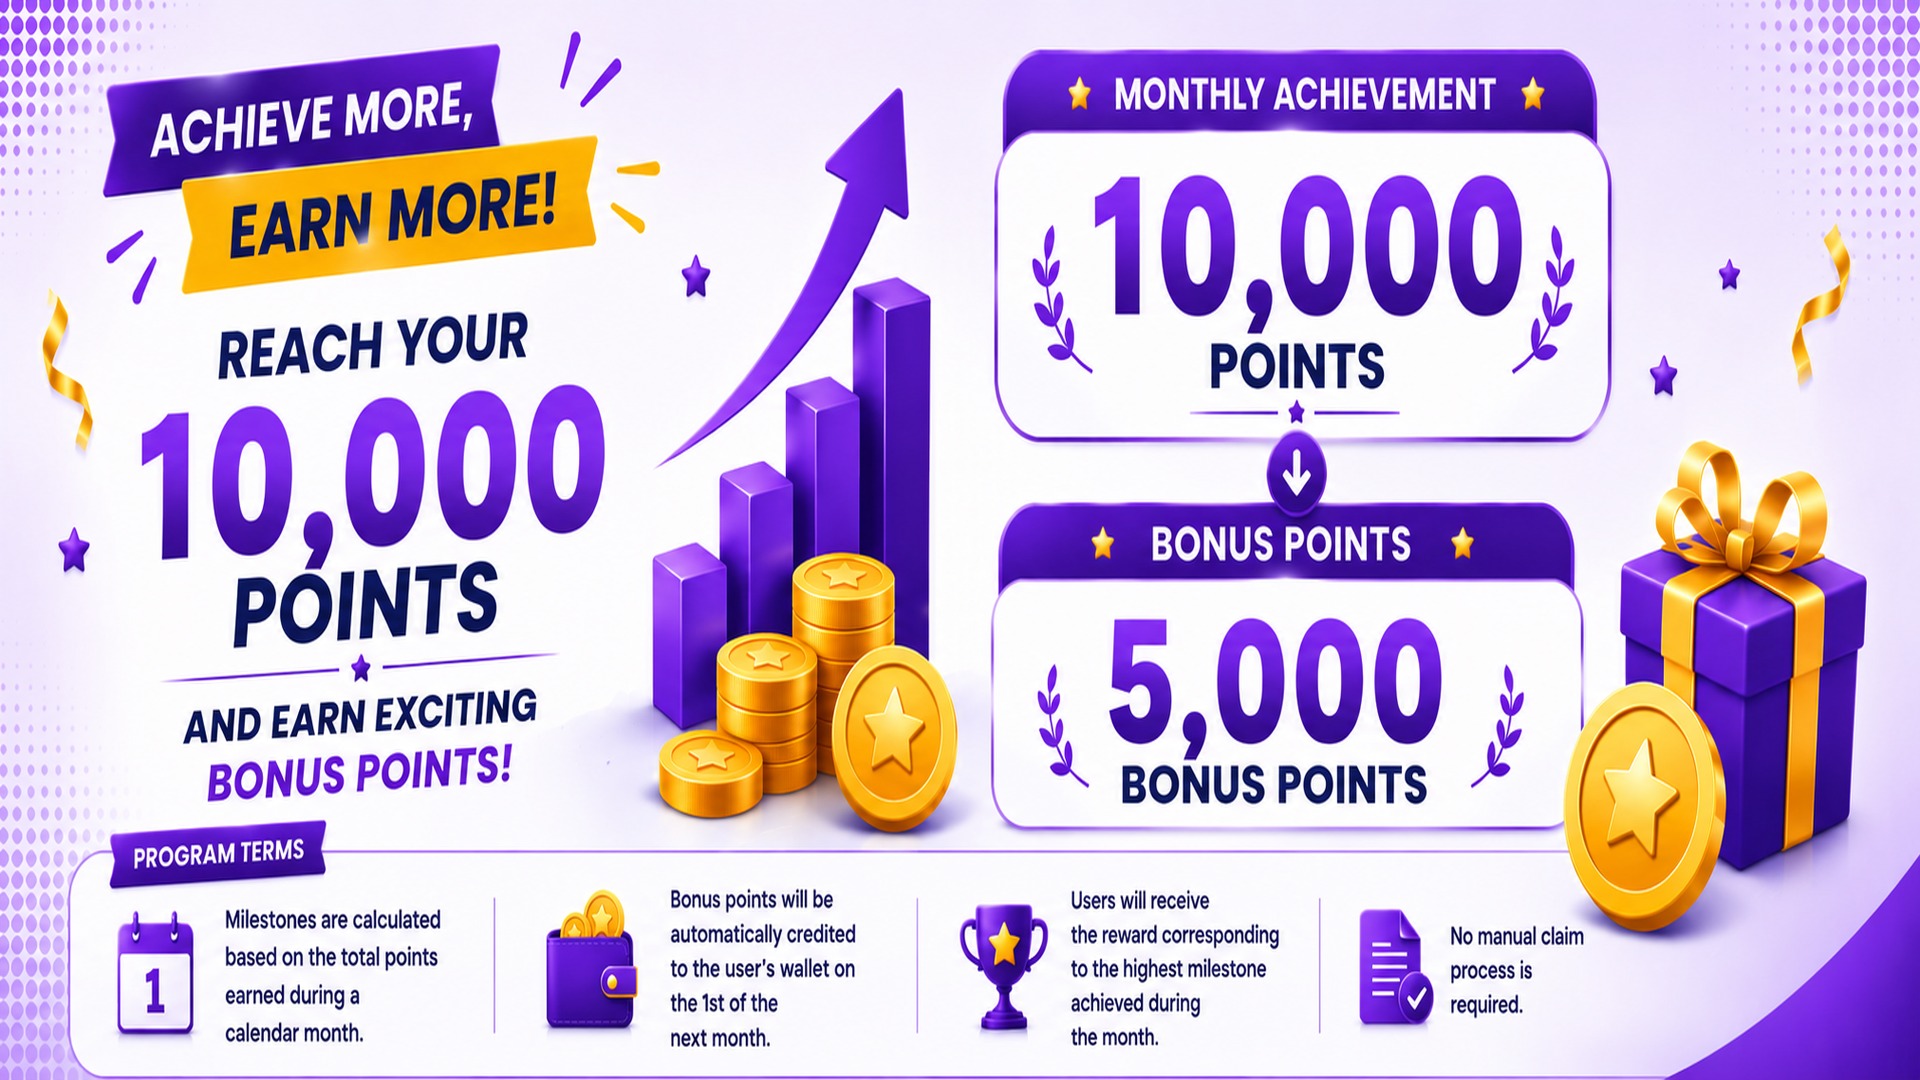 ACHIEVE MORE,
EARN MORE!
REACH YOUR
10,000
POINTS
AND EARN EXCITING
BONUS POINTS!
MONTHLY ACHIEVEMENT
10,000
POINTS
BONUS POINTS
5,000
BONUS POINTS
PROGRAM TERMS
1
Milestones are calculated
based on the total points
earned during a
calendar month.
Bonus points will be
automatically credited
to the user's wallet on
the 1st of the
next month.
Users will receive
the reward corresponding
to the highest milestone
achieved during
the month.
No manual claim
process is
required.